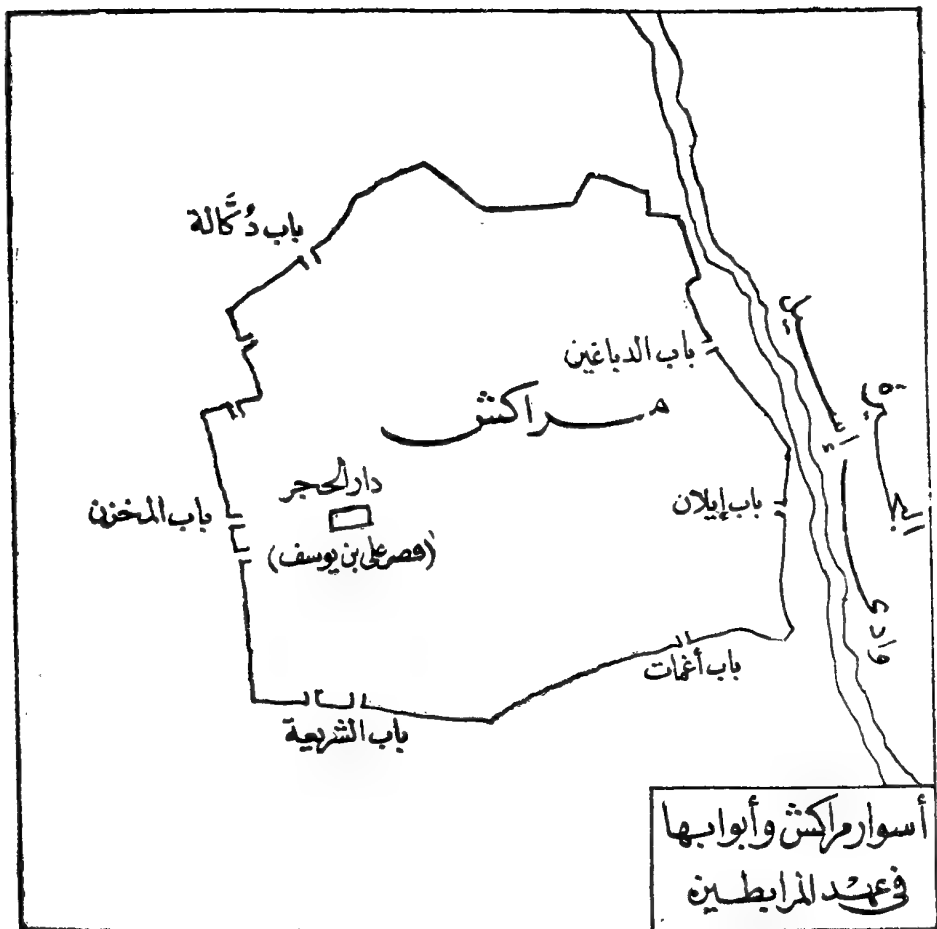 باب دُكَّالة
باب الدباغين
مراكش
دار الحجر
(قصر علي بن يوسف)
باب المخزن
باب إيلان
باب أغمات
باب الشريعة
وادي
أسوار مراكش وأبوابها
في عهد المرابطين